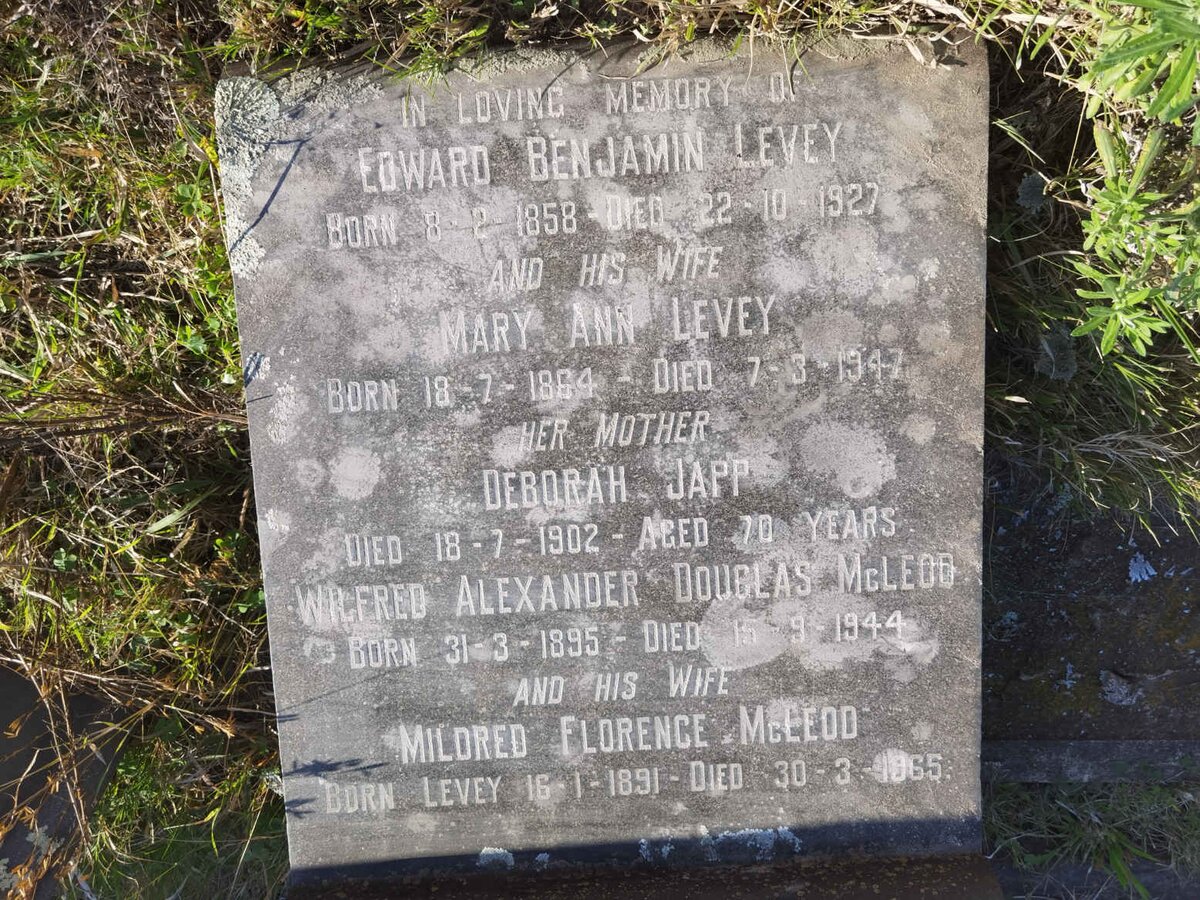 IN LOVING MEMORY OF
EDWARD BENJAMIN LEVEY
BORN 8-2-1858-DIED 22-10-1927
AND HIS WIFE
MARY ANN LEVEY
BORN 18-7-1864 - DIED 7-3-1947
HER MOTHER
DEBORAH JAPP
DIED 18-7-1902-AGED 70 YEARS.
WILFRED ALEXANDER DOUGLAS MCLEOD
BORN 31-3-1895-DIED 15-9-1944
AND HIS WIFE
MILDRED FLORENCE MCLEOD
BORN LEVEY 16-1-1891-DIED 30-3-1965.